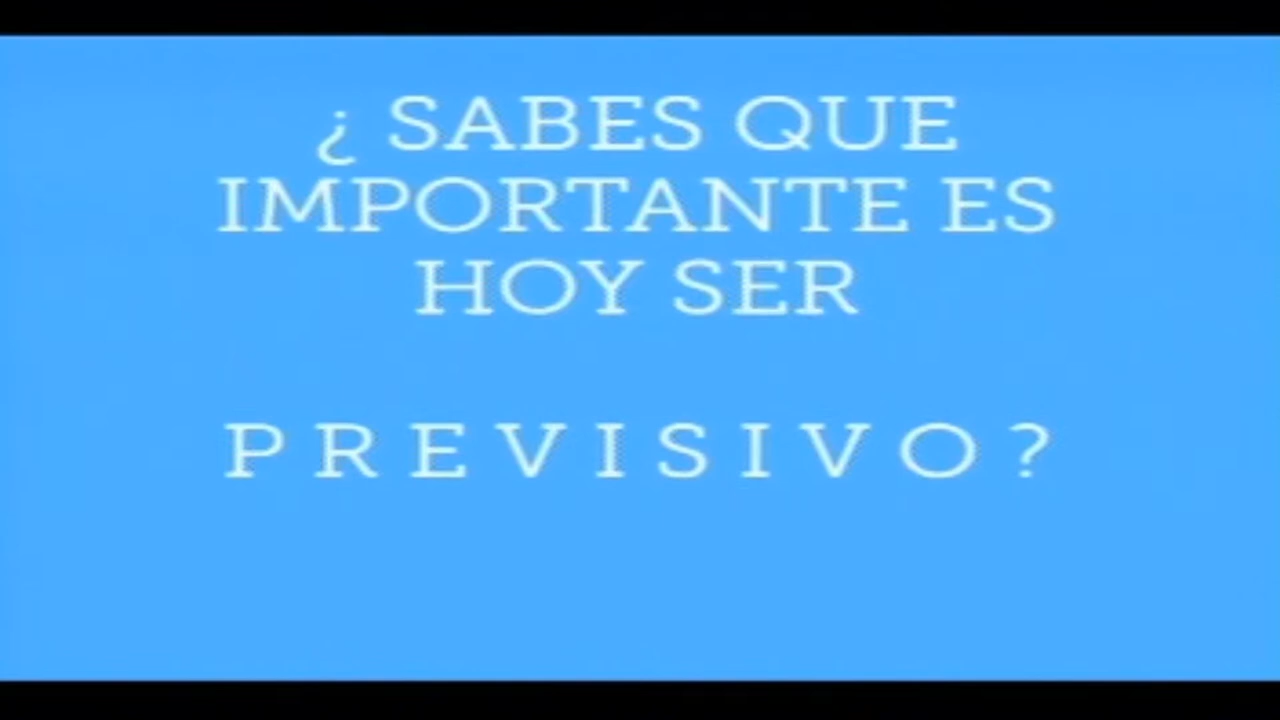 ¿ SABES QUE
IMPORTANTE ES
HOY SER
P R E V I S I V O ?